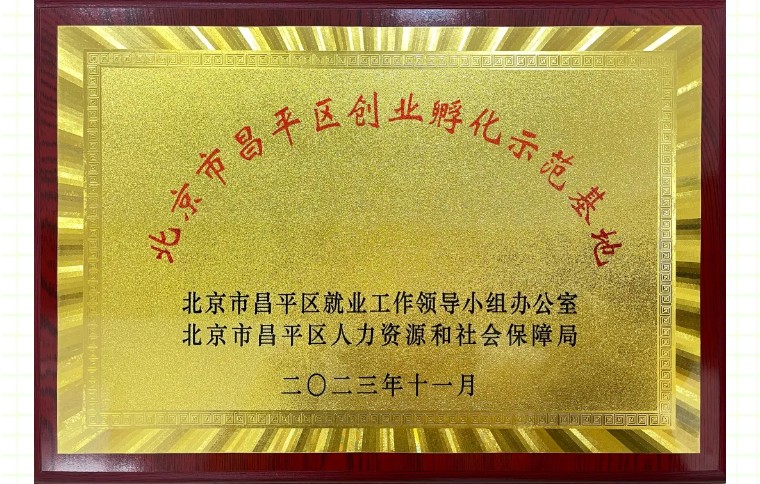 北京市昌平区创业孵化示范基地
北京市昌平区就业工作领导小组办公室
北京市昌平区人力资源和社会保障局
二〇二三年十一月